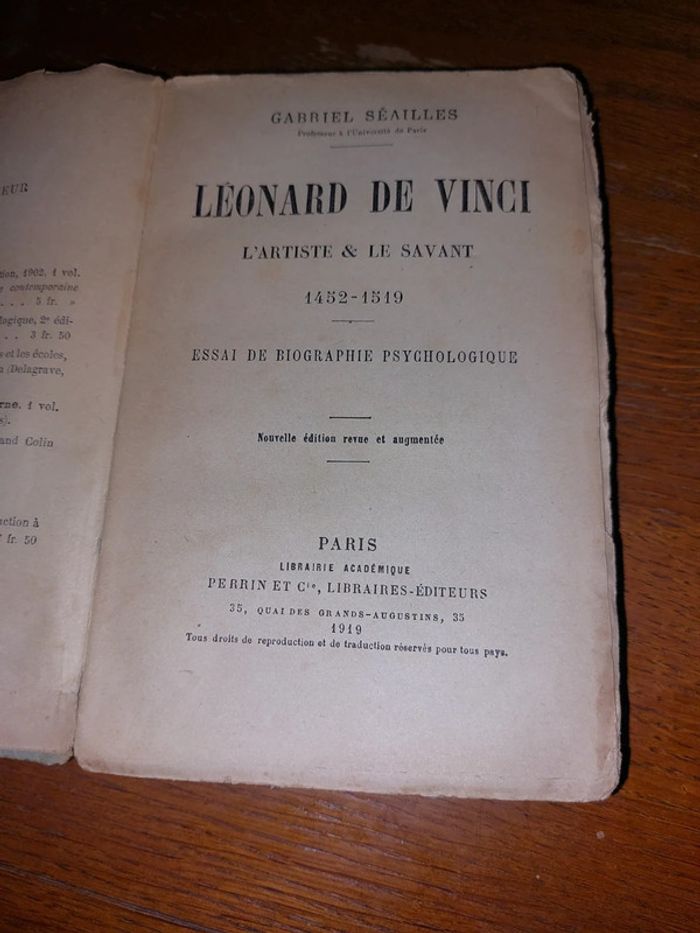 EUR
tion, 1902. 1 vol.
contemporaine
. . . 5 fr. »
logique, 2e édi-
. . 3 fr. 50
s et les écoles,
(Delagrave,
rne. 1 vol.
s).
and Colin
uction à
fr. 50
GABRIEL SÉAILLES
Professeur à l'Université de Paris
LÉONARD DE VINCI
L'ARTISTE & LE SAVANT
1452-1519
ESSAI DE BIOGRAPHIE PSYCHOLOGIQUE
Nouvelle édition revue et augmentée
PARIS
LIBRAIRIE ACADÉMIQUE
PERRIN ET Cie, LIBRAIRES-ÉDITEURS
35, QUAI DES GRANDS-AUGUSTINS, 35
1919
Tous droits de reproduction et de traduction réservés pour tous pays.